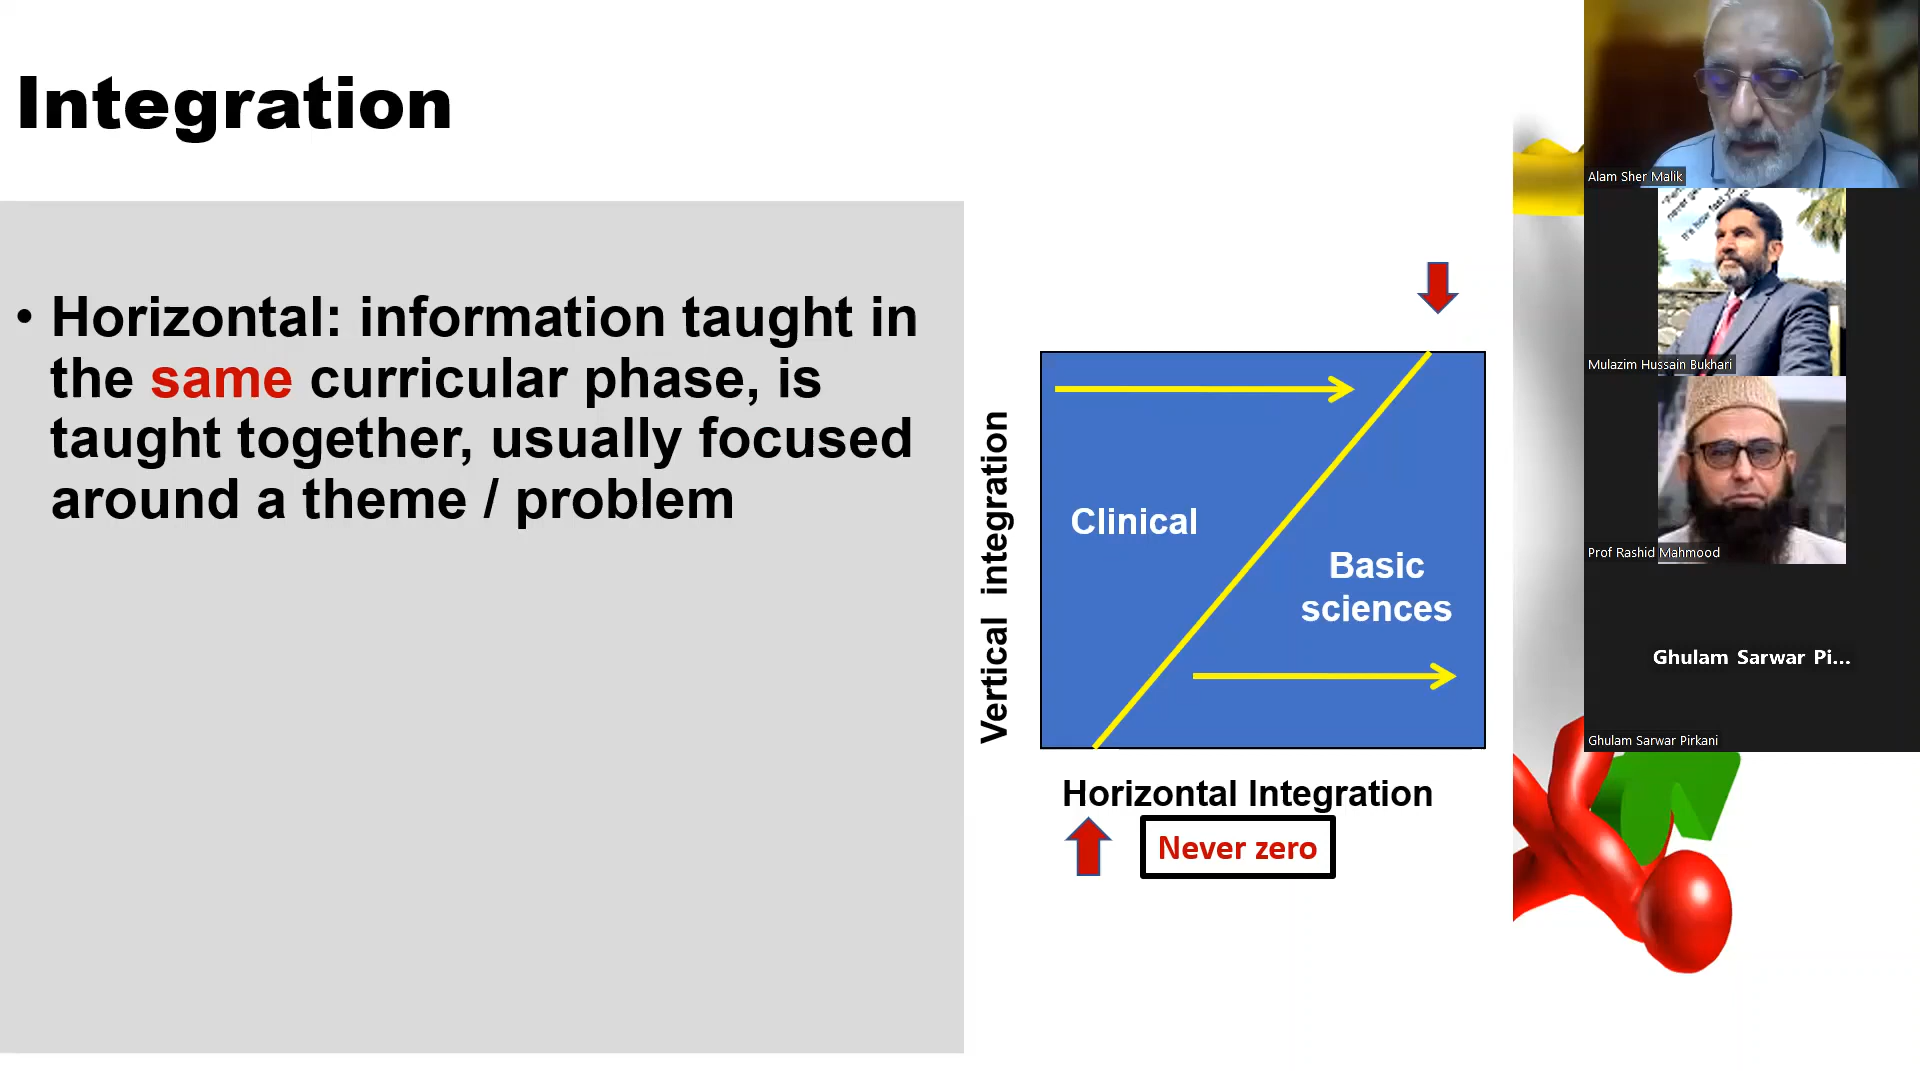 Integration
• Horizontal: information taught in
the same curricular phase, is
taught together, usually focused
around a theme / problem
Vertical integration
Clinical
Basic
sciences
Horizontal Integration
Never zero
Alam Sher Malik
Mulazim Hussain Bukhari
Prof Rashid Mahmood
Ghulam Sarwar Pi...
Ghulam Sarwar Pirkani